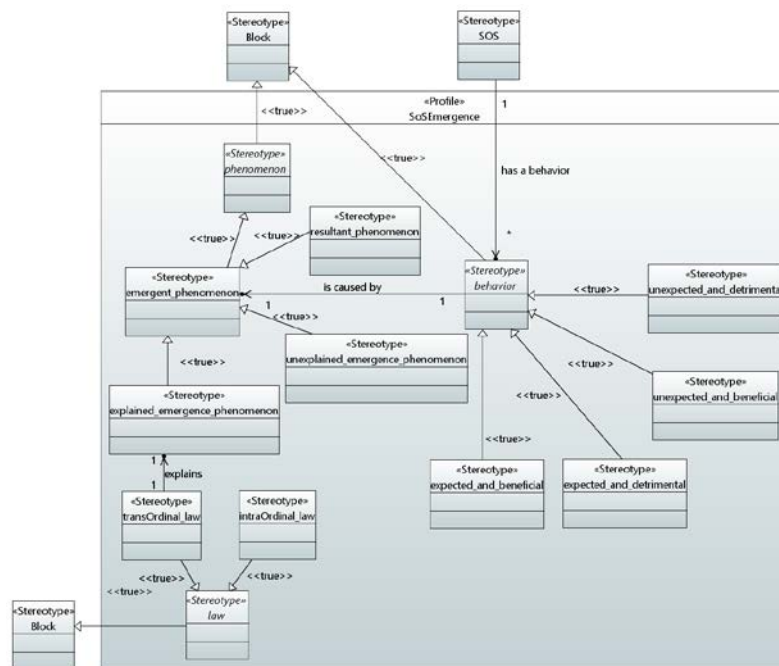 «Stereotype»
Block
«Stereotype»
SOS
«Profile»
SoSEmergence
1
<<true>>
<<true>>
«Stereotype»
phenomenon
has a behavior
«Stereotype»
resultant_phenomenon
<<true>>
<<true>>
*
«Stereotype»
emergent_phenomenon
is caused by
1
1
«Stereotype»
behavior
<<true>>
«Stereotype»
unexpected_and_detrimental
<<true>>
«Stereotype»
unexplained_emergence_phenomenon
<<true>>
<<true>>
«Stereotype»
unexpected_and_beneficial
«Stereotype»
explained_emergence_phenomenon
<<true>>
<<true>>
1
explains
1
«Stereotype»
expected_and_beneficial
«Stereotype»
expected_and_detrimental
«Stereotype»
transOrdinal_law
«Stereotype»
intraOrdinal_law
<<true>>
<<true>>
<<true>>
«Stereotype»
law
«Stereotype»
Block